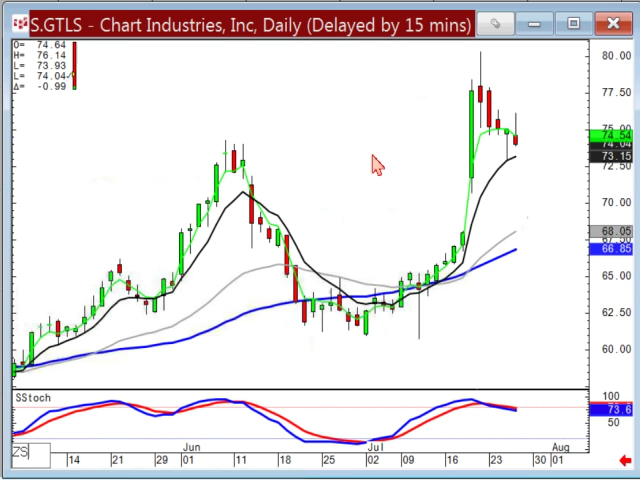 S.GTLS - Chart Industries, Inc, Daily (Delayed by 15 mins)
O= 74.64
H= 76.14
L= 73.93
L= 74.04
Δ= -0.99
80.00
77.50
75.00
74.54
74.04
73.15
70.00
68.05
66.85
65.00
62.50
60.00
SStoch
100
73.6
50
ZS
Jun
Jul
Aug
14
21
29
01
11
18
25
02
09
16
23
30
01